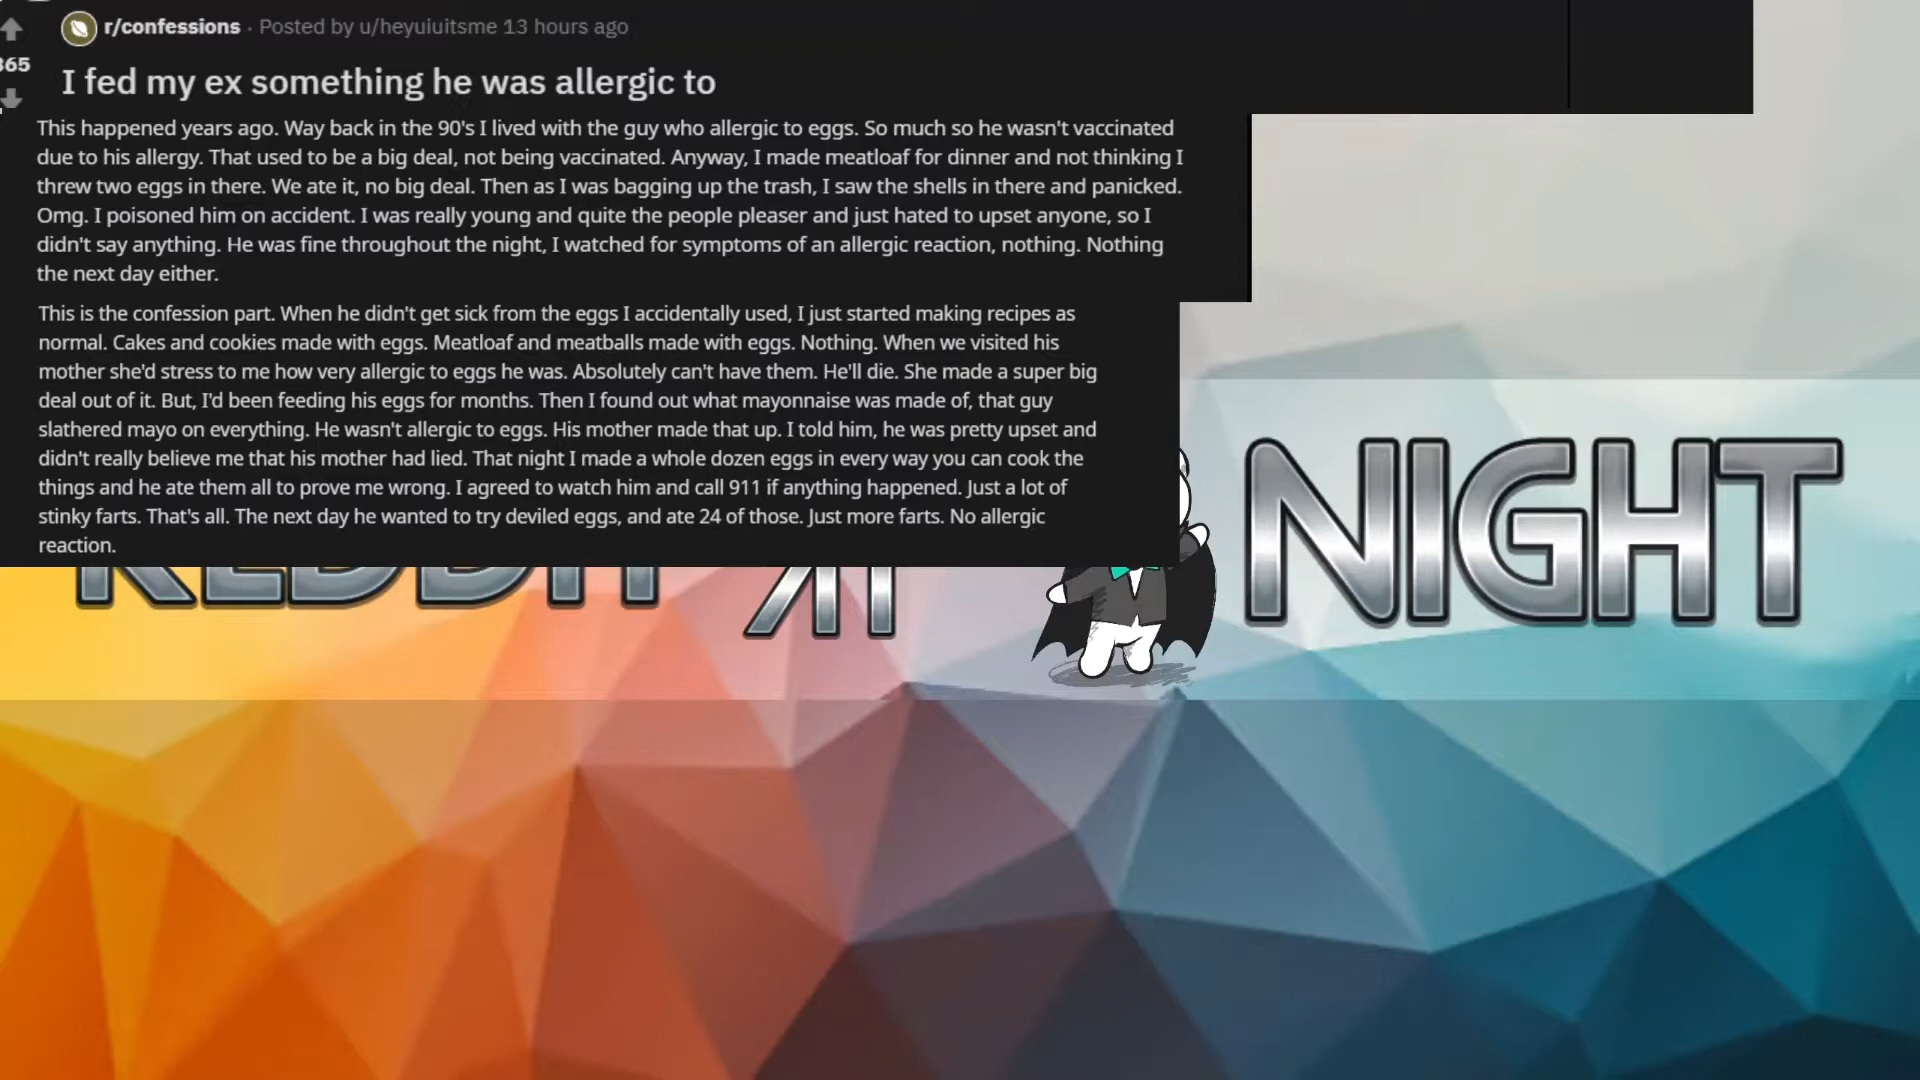 r/confessions · Posted by u/heyuiuitsme 13 hours ago
365
I fed my ex something he was allergic to
This happened years ago. Way back in the 90's I lived with the guy who allergic to eggs. So much so he wasn't vaccinated
due to his allergy. That used to be a big deal, not being vaccinated. Anyway, I made meatloaf for dinner and not thinking I
threw two eggs in there. We ate it, no big deal. Then as I was bagging up the trash, I saw the shells in there and panicked.
Omg. I poisoned him on accident. I was really young and quite the people pleaser and just hated to upset anyone, so I
didn't say anything. He was fine throughout the night, I watched for symptoms of an allergic reaction, nothing. Nothing
the next day either.
This is the confession part. When he didn't get sick from the eggs I accidentally used, I just started making recipes as
normal. Cakes and cookies made with eggs. Meatloaf and meatballs made with eggs. Nothing. When we visited his
mother she'd stress to me how very allergic to eggs he was. Absolutely can't have them. He'll die. She made a super big
deal out of it. But, I'd been feeding his eggs for months. Then I found out what mayonnaise was made of, that guy
slathered mayo on everything. He wasn't allergic to eggs. His mother made that up. I told him, he was pretty upset and
didn't really believe me that his mother had lied. That night I made a whole dozen eggs in every way you can cook the
things and he ate them all to prove me wrong. I agreed to watch him and call 911 if anything happened. Just a lot of
stinky farts. That's all. The next day he wanted to try deviled eggs, and ate 24 of those. Just more farts. No allergic
reaction.
REDDIT NIGHT